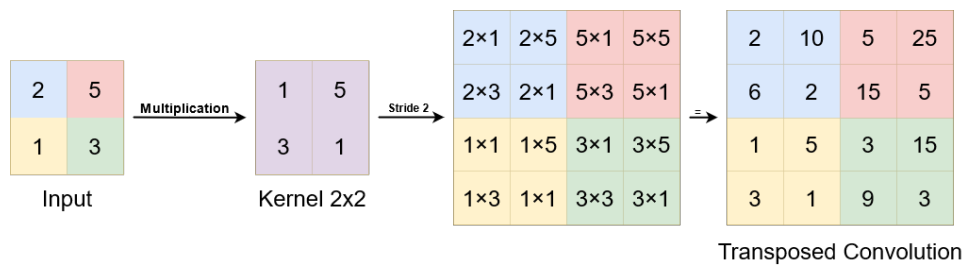 2×1 2×5 5×1 5×5 2 10 5 25
2 5 Multiplication 1 5 Stride 2 2×3 2×1 5×3 5×1 = 6 2 15 5
1 3 3 1 1×1 1×5 3×1 3×5 1 5 3 15
Input Kernel 2x2 1×3 1×1 3×3 3×1 3 1 9 3
Transposed Convolution